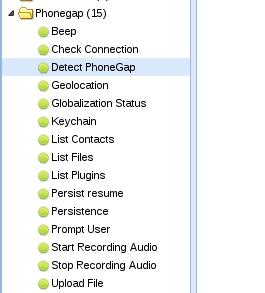 Phonegap (15)
Beep
Check Connection
Detect PhoneGap
Geolocation
Globalization Status
Keychain
List Contacts
List Files
List Plugins
Persist resume
Persistence
Prompt User
Start Recording Audio
Stop Recording Audio
Upload File